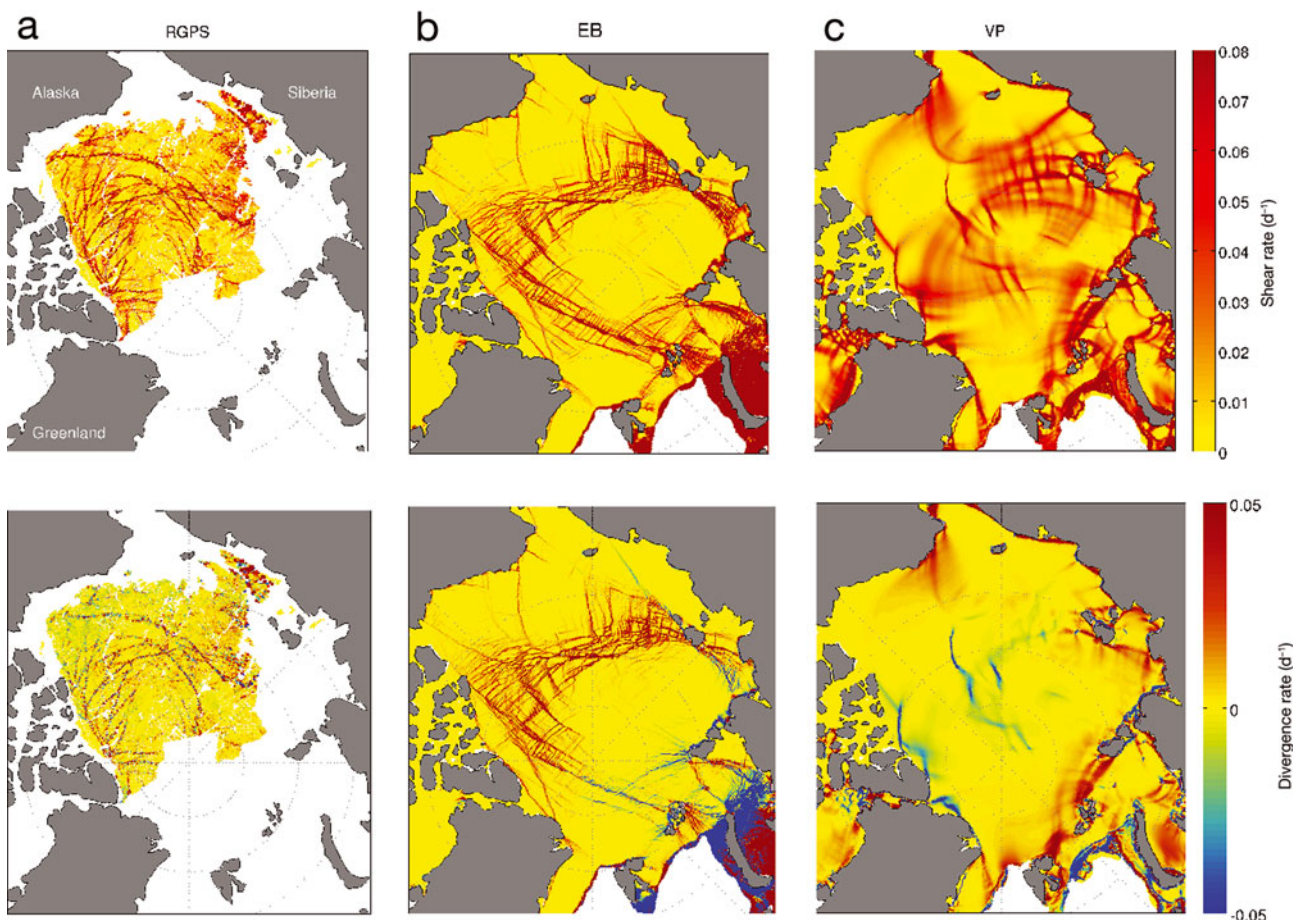 a
RGPS
b
EB
c
VP
Alaska
Siberia
Greenland
0.08
0.07
0.06
0.05
0.04
0.03
0.02
0.01
0
Shear rate (d⁻¹)
0.05
0
-0.05
Divergence rate (d⁻¹)